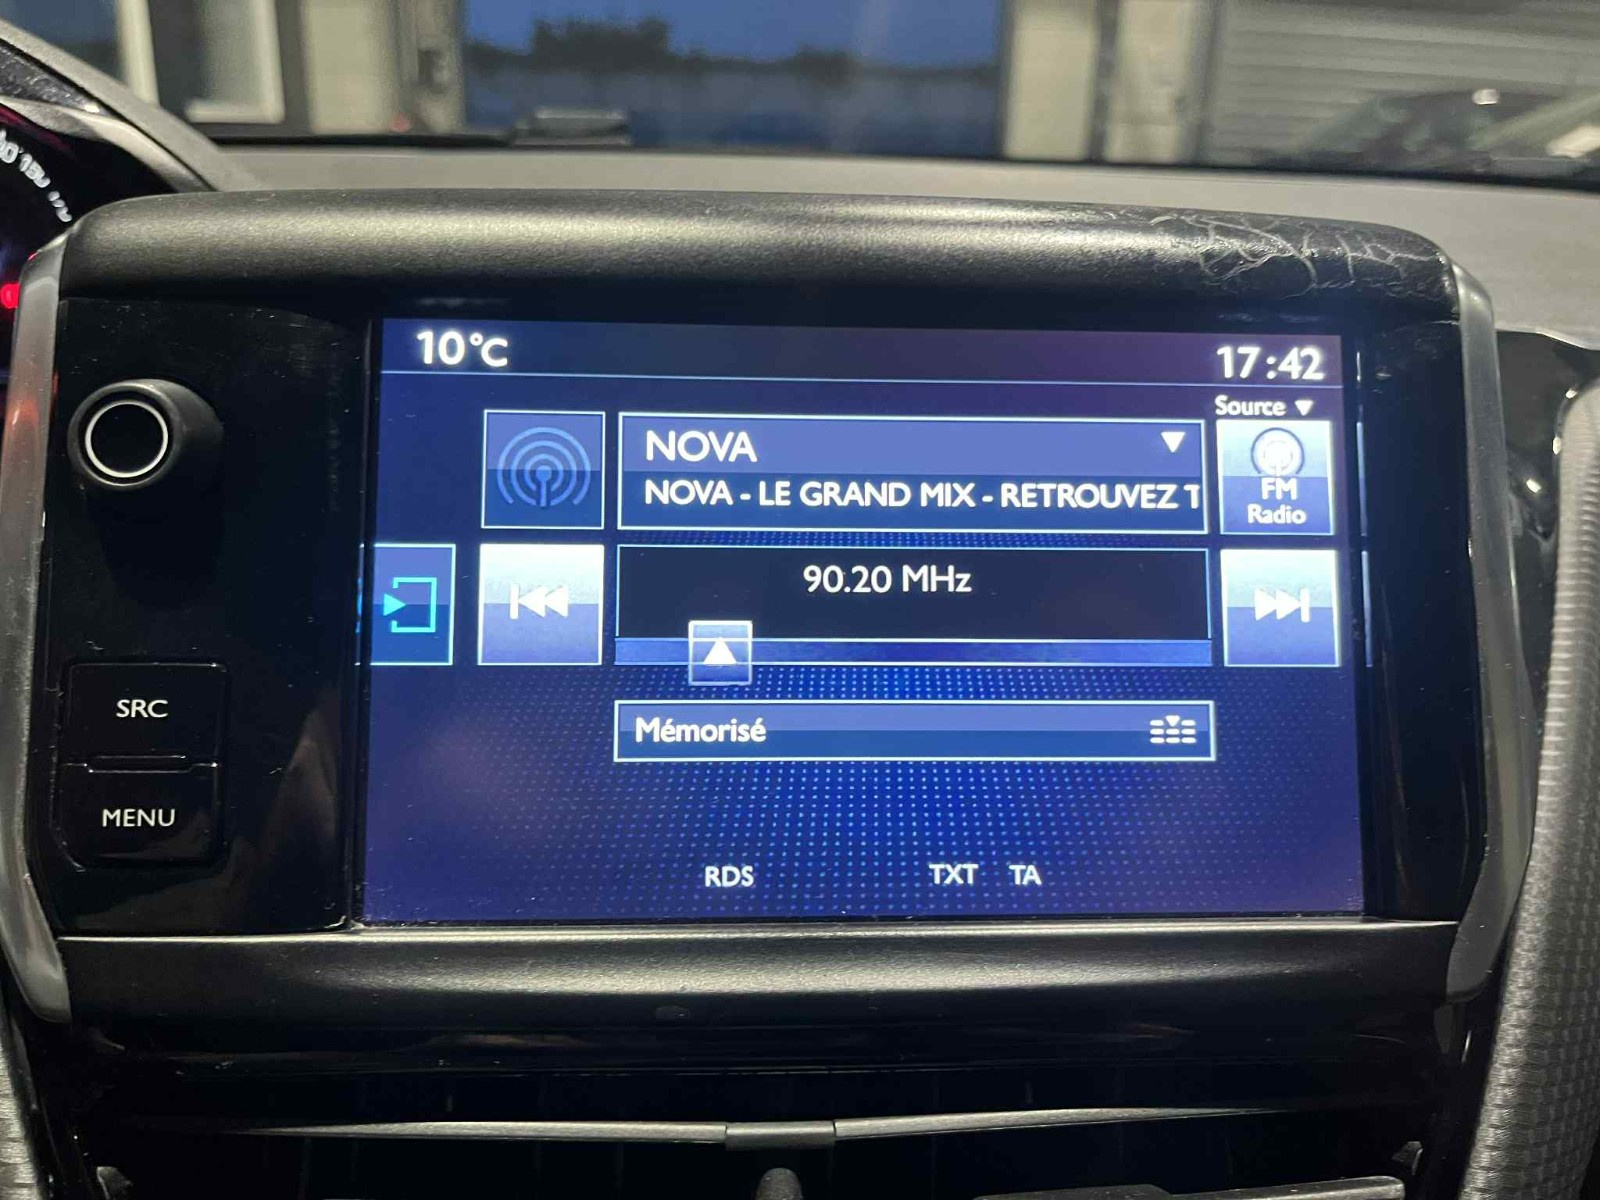 10°C
17:42
Source
NOVA
NOVA - LE GRAND MIX - RETROUVEZ T
FM
Radio
90.20 MHz
SRC
Mémorisé
MENU
RDS TXT TA